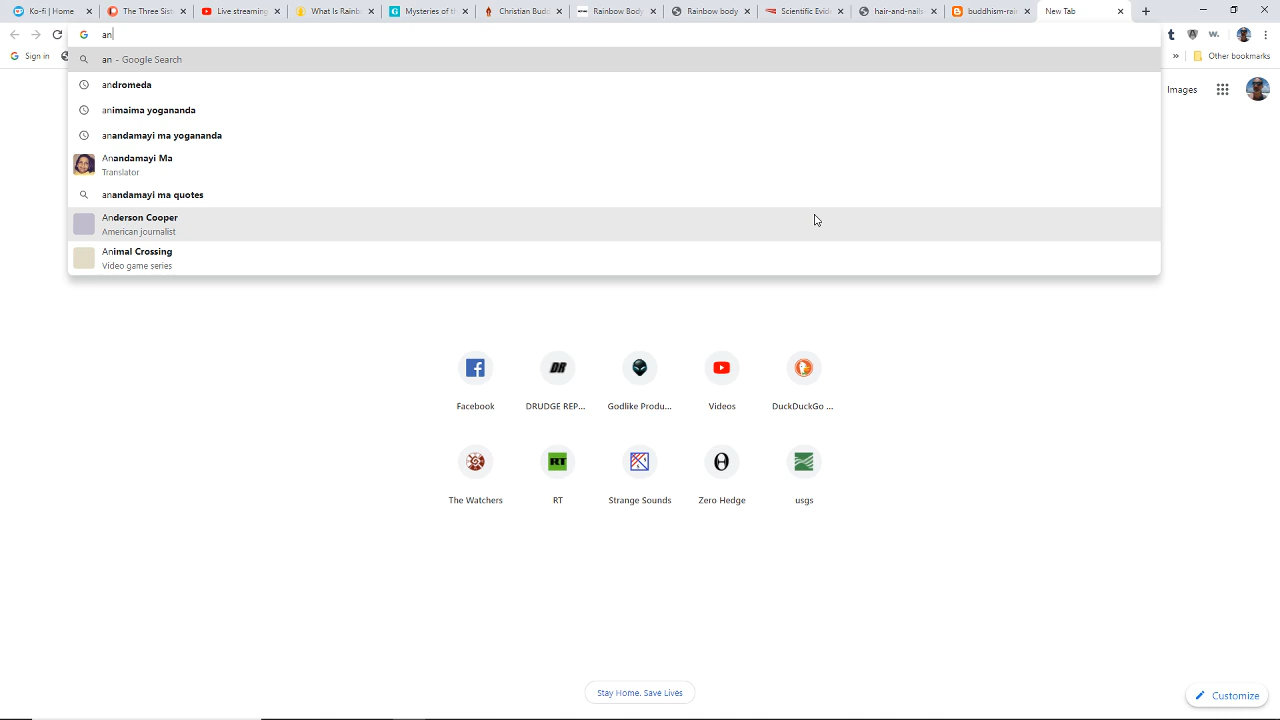 Ko-fi | Home
The Three Sist
Live streaming
What Is Rainb
Mysteries of t
Christian Budd
Rainbow Body
Rainbow body
Scientific Evide
hair-and-nails
buddhism-rain
New Tab
an
Sign in
an - Google Search
Other bookmarks
andromeda
Images
animaima yogananda
anandamayi ma yogananda
Anandamayi Ma
Translator
anandamayi ma quotes
Anderson Cooper
American journalist
Animal Crossing
Video game series
Facebook
DRUDGE REP...
Godlike Produ...
Videos
DuckDuckGo ...
The Watchers
RT
Strange Sounds
Zero Hedge
usgs
Stay Home. Save Lives
Customize